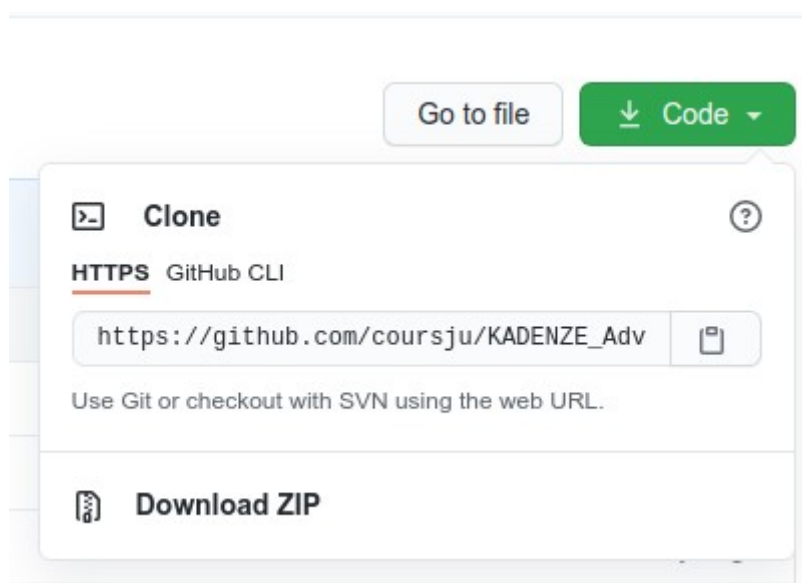 Go to file
Code
Clone
HTTPS GitHub CLI
https://github.com/coursju/KADENZE_Adv
Use Git or checkout with SVN using the web URL.
Download ZIP